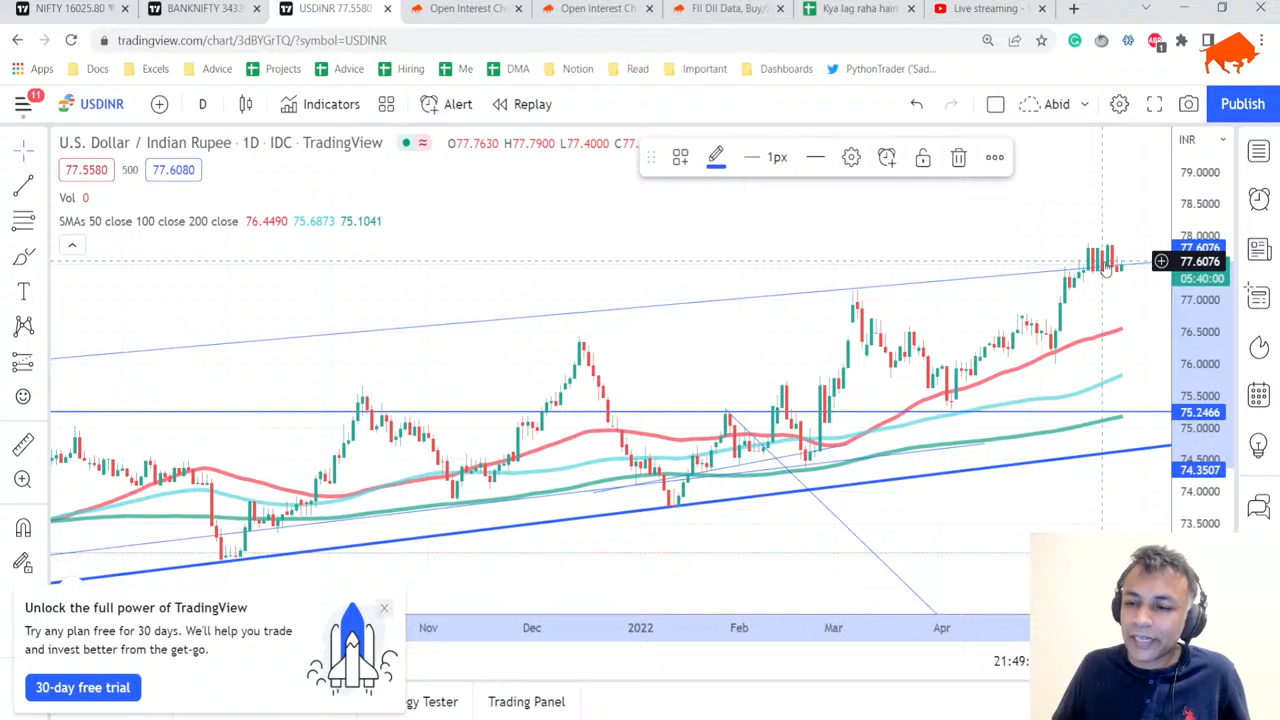 NIFTY 16025.80 ▼
BANKNIFTY 3433
USDINR 77.5580
Open Interest Ch
Open Interest Ch
FII DII Data, Buy/
Kya lag raha hain
Live streaming -
tradingview.com/chart/3dBYGrTQ/?symbol=USDINR
ABP
1
Apps
Docs
Excels
Advice
Projects
Advice
Hiring
Me
DMA
Notion
Read
Important
Dashboards
PythonTrader ('Sad...
11
USDINR
D
Indicators
Alert
Replay
Abid
Publish
U.S. Dollar / Indian Rupee · 1D · IDC · TradingView
O77.7630 H77.7900 L77.4000 C77.
1px
INR
77.5580
500
77.6080
Vol 0
SMAs 50 close 100 close 200 close 76.4490 75.6873 75.1041
79.0000
78.5000
78.0000
77.6076
77.6076
05:40:00
77.0000
76.5000
76.0000
75.5000
75.2466
75.0000
74.5000
74.3507
74.0000
73.5000
Unlock the full power of TradingView
Try any plan free for 30 days. We'll help you trade
and invest better from the get-go.
30-day free trial
Nov
Dec
2022
Feb
Mar
Apr
21:49:
Tester
Trading Panel